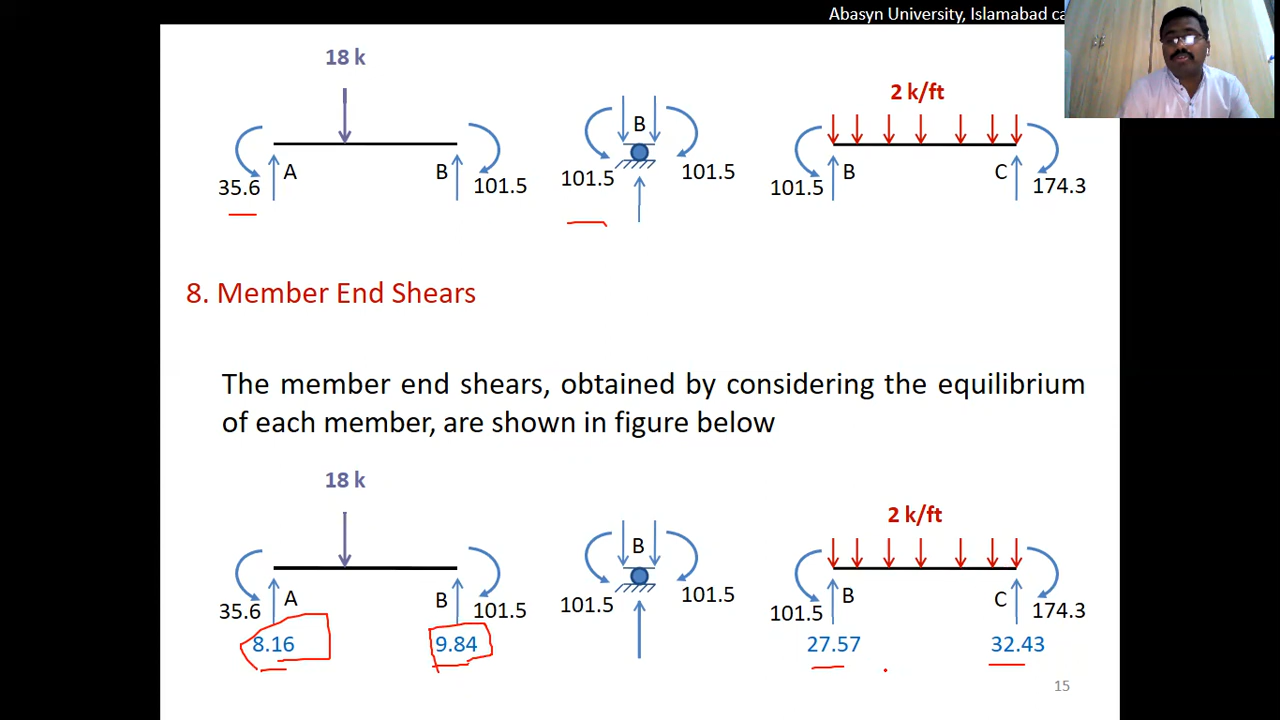 Abasyn University, Islamabad ca
18 k
2 k/ft
B
A
B
B
C
35.6
101.5
101.5
101.5
101.5
174.3
8. Member End Shears
The member end shears, obtained by considering the equilibrium
of each member, are shown in figure below
18 k
2 k/ft
B
A
B
B
C
35.6
101.5
101.5
101.5
101.5
174.3
8.16
9.84
27.57
32.43
15